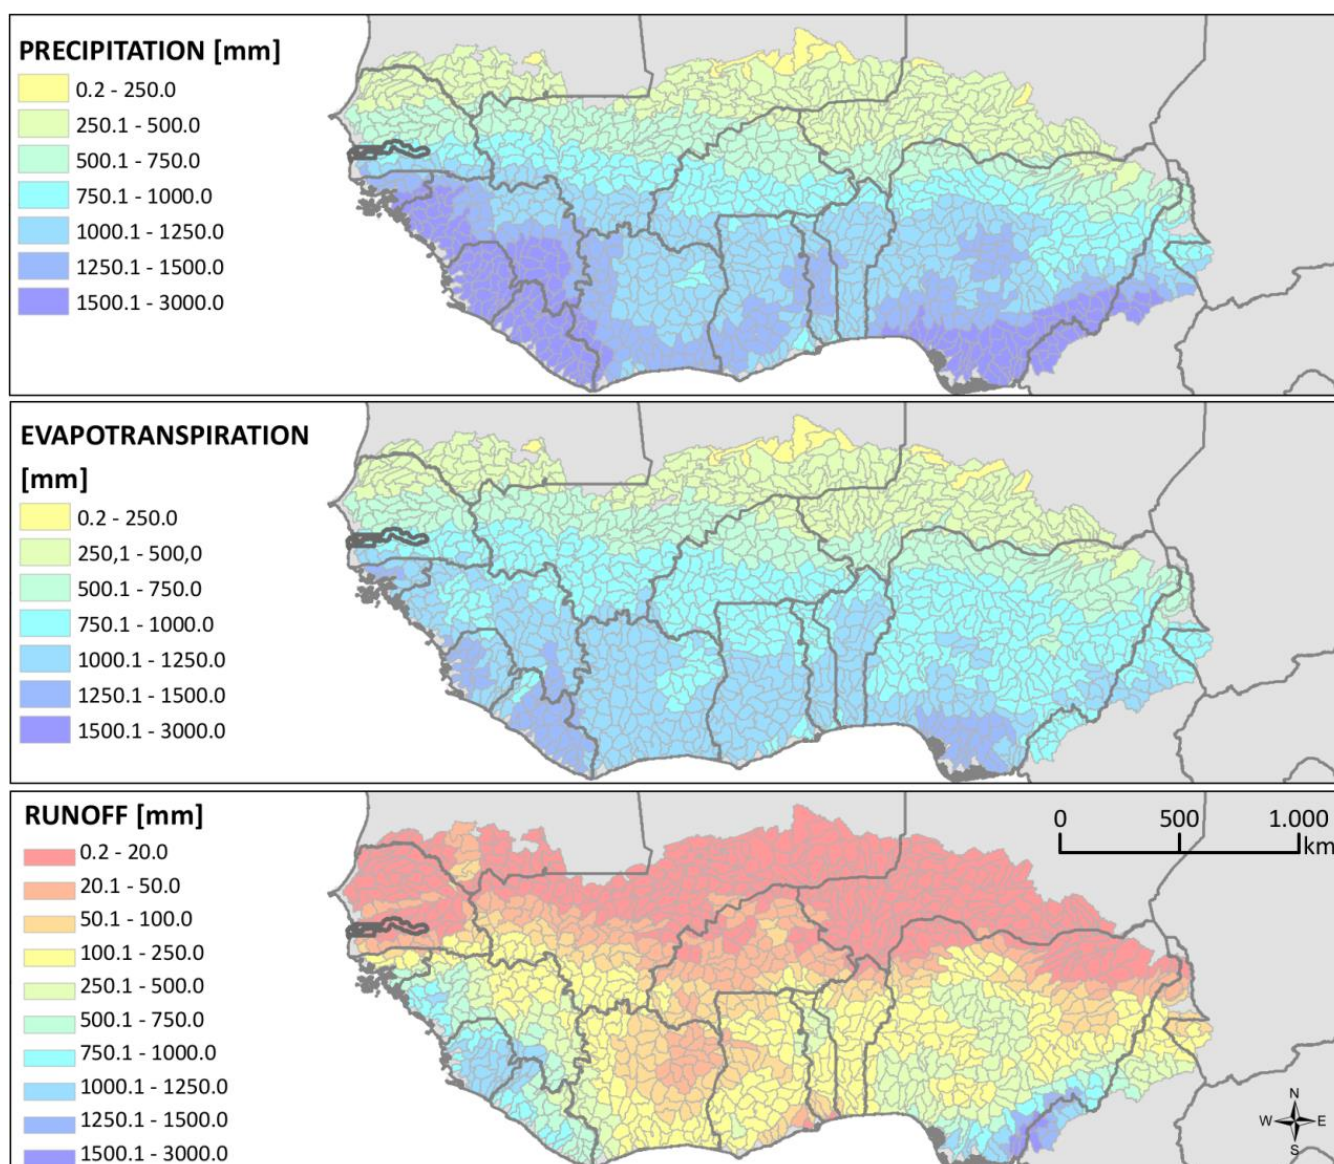 PRECIPITATION [mm]
0.2 - 250.0
250.1 - 500.0
500.1 - 750.0
750.1 - 1000.0
1000.1 - 1250.0
1250.1 - 1500.0
1500.1 - 3000.0
EVAPOTRANSPIRATION
[mm]
0.2 - 250.0
250,1 - 500,0
500.1 - 750.0
750.1 - 1000.0
1000.1 - 1250.0
1250.1 - 1500.0
1500.1 - 3000.0
RUNOFF [mm]
0.2 - 20.0
20.1 - 50.0
50.1 - 100.0
100.1 - 250.0
250.1 - 500.0
500.1 - 750.0
750.1 - 1000.0
1000.1 - 1250.0
1250.1 - 1500.0
1500.1 - 3000.0
0 500 1.000
km
N
W E
S